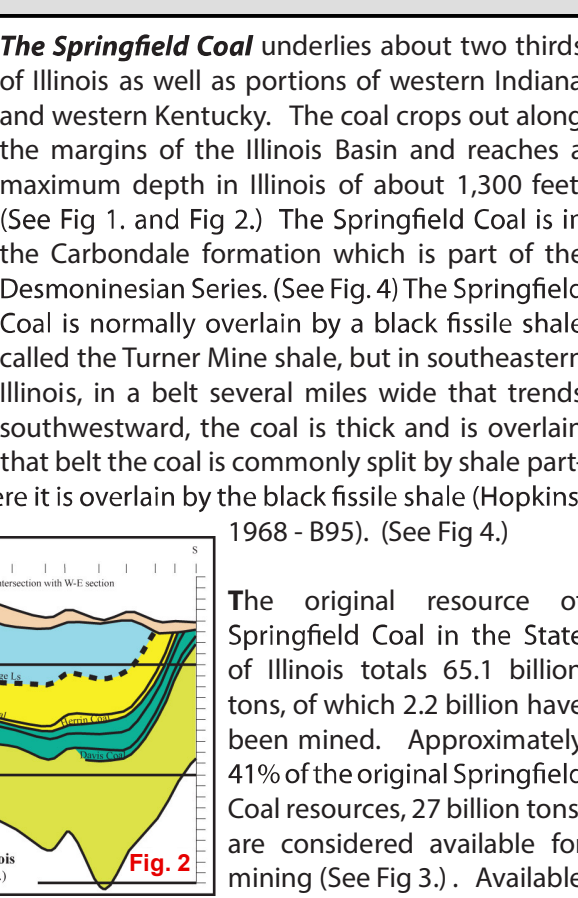 The Springfield Coal underlies about two thirds
of Illinois as well as portions of western Indiana
and western Kentucky. The coal crops out along
the margins of the Illinois Basin and reaches a
maximum depth in Illinois of about 1,300 feet
(See Fig 1. and Fig 2.) The Springfield Coal is in
the Carbondale formation which is part of the
Desmoninesian Series. (See Fig. 4) The Springfield
Coal is normally overlain by a black fissile shale
called the Turner Mine shale, but in southeastern
Illinois, in a belt several miles wide that trends
southwestward, the coal is thick and is overlain
that belt the coal is commonly split by shale part-
ere it is overlain by the black fissile shale (Hopkins
1968 - B95). (See Fig 4.)
S
ntersection with W-E section
ge Ls
al
Herrin Coal
Davis Coal
ois
.)
Fig. 2
The original resource of
Springfield Coal in the State
of Illinois totals 65.1 billion
tons, of which 2.2 billion have
been mined. Approximately
41% of the original Springfield
Coal resources, 27 billion tons,
are considered available for
mining (See Fig 3.) . Available